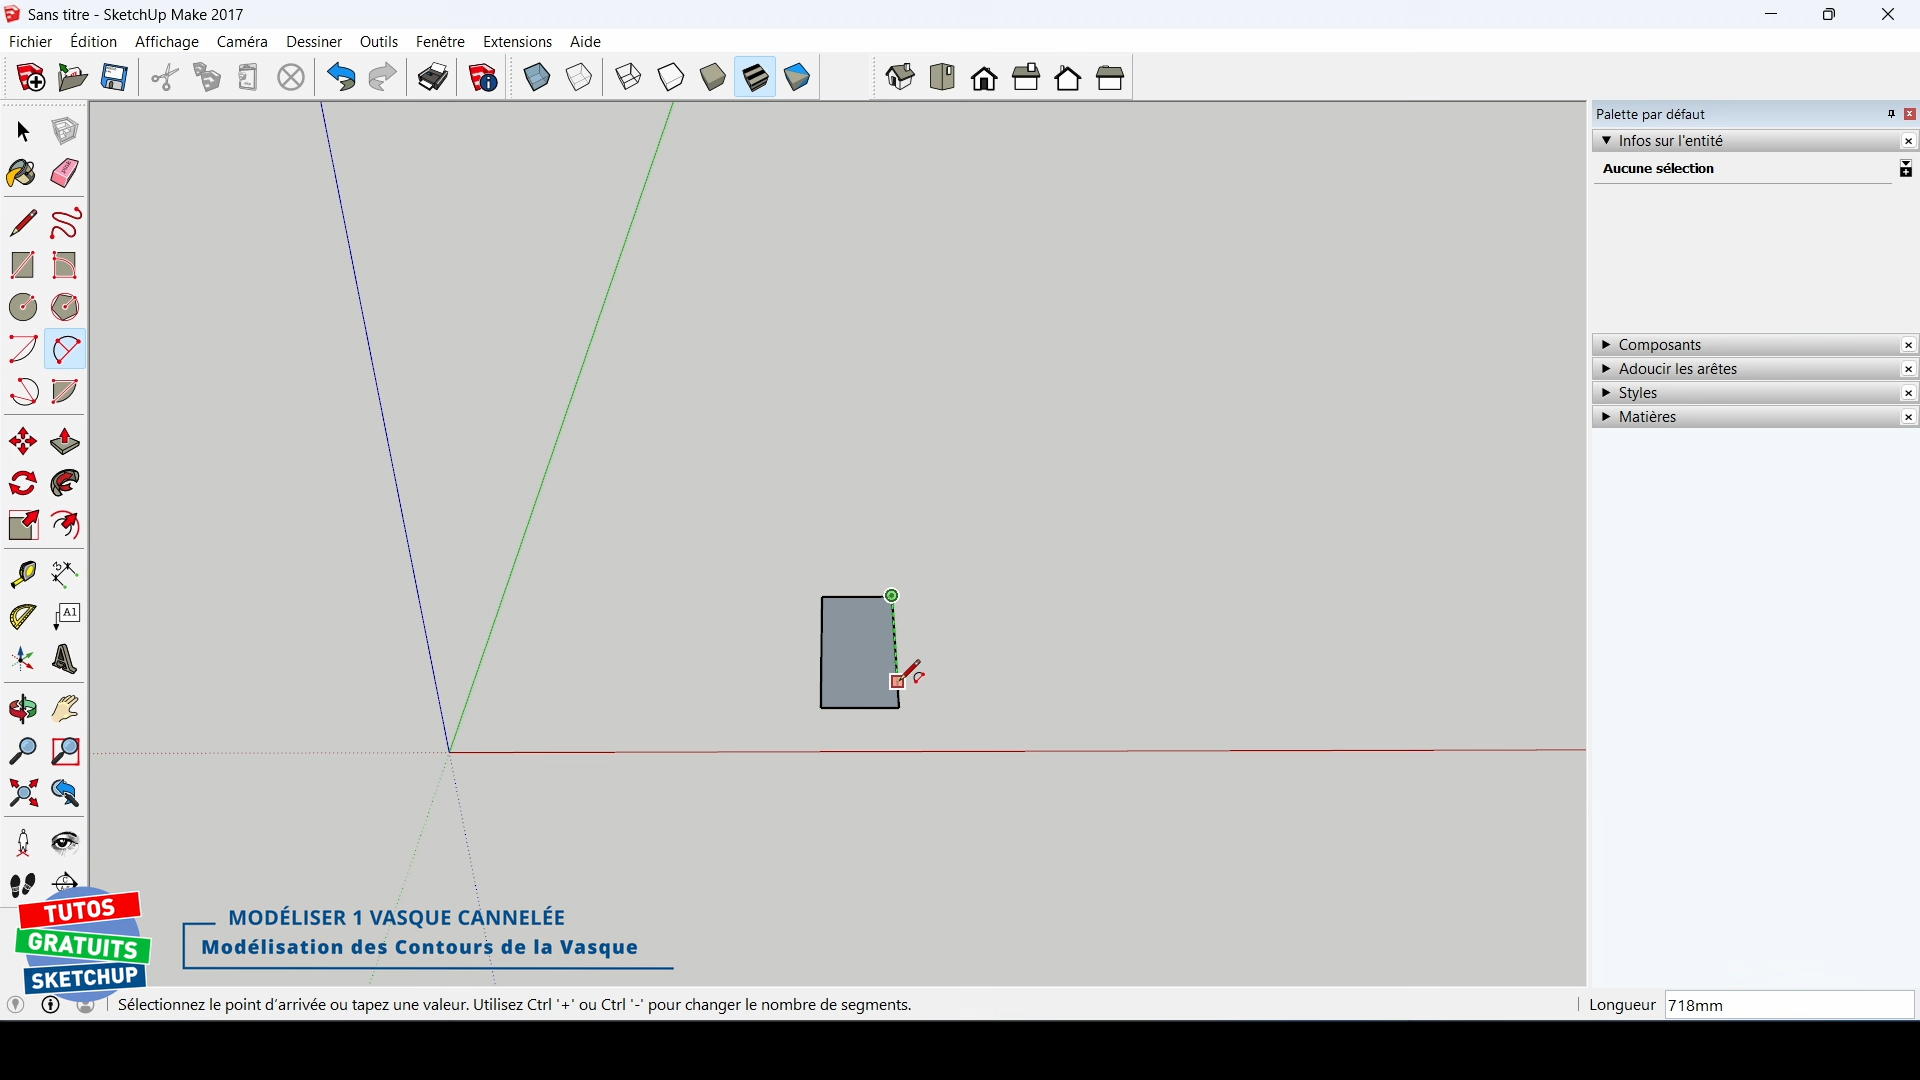 Sans titre - SketchUp Make 2017
Fichier Édition Affichage Caméra Dessiner Outils Fenêtre Extensions Aide
Palette par défaut
Infos sur l'entité
Aucune sélection
Composants
Adoucir les arêtes
Styles
Matières
A1
TUTOS
GRATUITS
SKETCHUP
MODÉLISER 1 VASQUE CANNELÉE
Modélisation des Contours de la Vasque
Sélectionnez le point d'arrivée ou tapez une valeur. Utilisez Ctrl '+' ou Ctrl '-' pour changer le nombre de segments.
Longueur 718mm